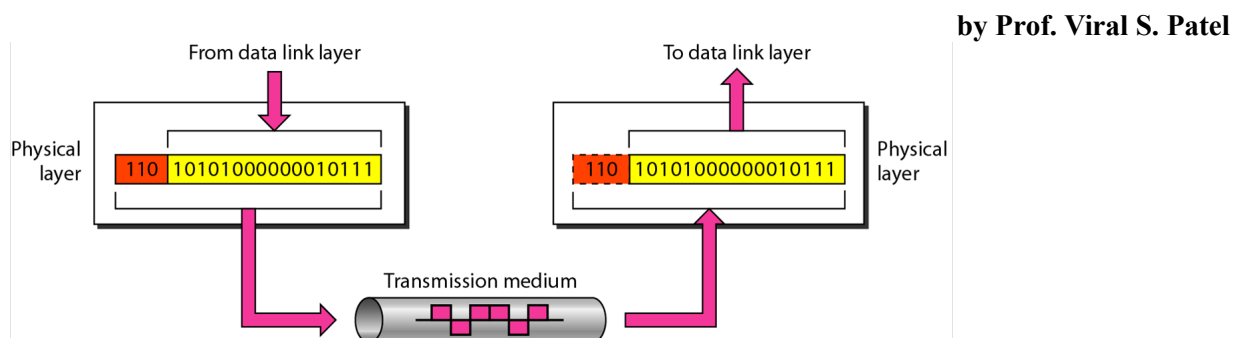 by Prof. Viral S. Patel
From data link layer
To data link layer
Physical
layer
110
10101000000010111
110
10101000000010111
Physical
layer
Transmission medium